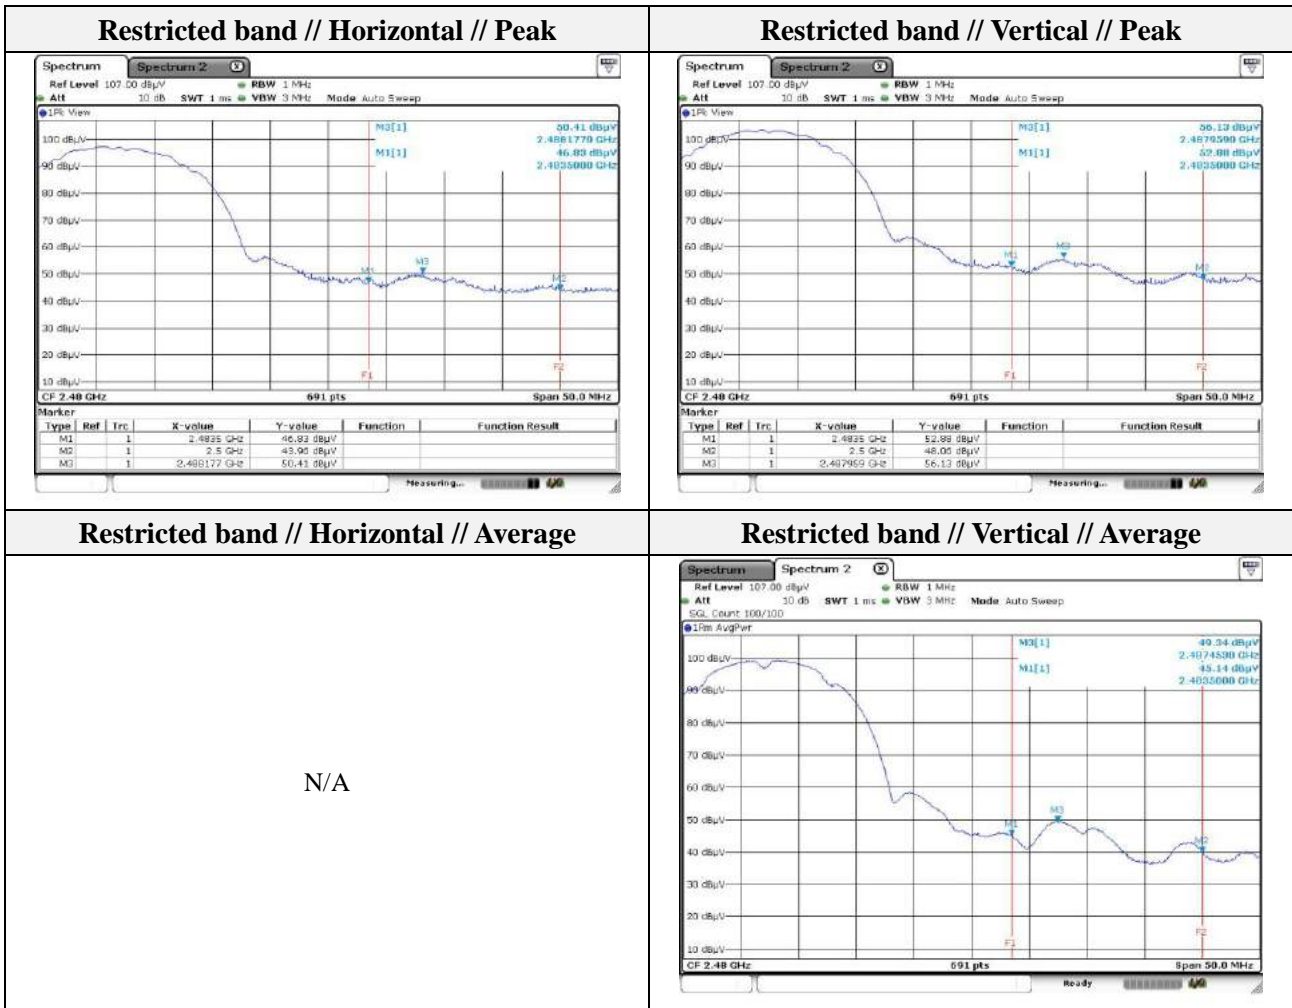 Restricted band // Horizontal // Peak
Spectrum
Spectrum 2
Ref Level 107.00 dBµV
RBW 1 MHz
Att 10 dB SWT 1 ms VBW 3 MHz Mode Auto Sweep
1Pk View
M3[1] 50.41 dBµV
2.4881770 GHz
M1[1] 46.83 dBµV
2.4835000 GHz
100 dBµV
90 dBµV
80 dBµV
70 dBµV
60 dBµV
50 dBµV
40 dBµV
30 dBµV
20 dBµV
10 dBµV
M1
M3
M2
F1
F2
CF 2.48 GHz 691 pts Span 50.0 MHz
Marker
Type Ref Trc X-value Y-value Function Function Result
M1 1 2.4835 GHz 46.83 dBµV
M2 1 2.5 GHz 43.96 dBµV
M3 1 2.488177 GHz 50.41 dBµV
Measuring...
Restricted band // Vertical // Peak
Spectrum
Spectrum 2
Ref Level 107.00 dBµV
RBW 1 MHz
Att 10 dB SWT 1 ms VBW 3 MHz Mode Auto Sweep
1Pk View
M3[1] 56.13 dBµV
2.4879590 GHz
M1[1] 52.88 dBµV
2.4835000 GHz
100 dBµV
90 dBµV
80 dBµV
70 dBµV
60 dBµV
50 dBµV
40 dBµV
30 dBµV
20 dBµV
10 dBµV
M1
M3
M2
F1
F2
CF 2.48 GHz 691 pts Span 50.0 MHz
Marker
Type Ref Trc X-value Y-value Function Function Result
M1 1 2.4835 GHz 52.88 dBµV
M2 1 2.5 GHz 48.06 dBµV
M3 1 2.487959 GHz 56.13 dBµV
Measuring...
Restricted band // Horizontal // Average
N/A
Restricted band // Vertical // Average
Spectrum
Spectrum 2
Ref Level 107.00 dBµV
RBW 1 MHz
Att 10 dB SWT 1 ms VBW 3 MHz Mode Auto Sweep
SGL Count 100/100
1Rm AvgPwr
M3[1] 49.34 dBµV
2.4874530 GHz
M1[1] 45.14 dBµV
2.4835000 GHz
100 dBµV
90 dBµV
80 dBµV
70 dBµV
60 dBµV
50 dBµV
40 dBµV
30 dBµV
20 dBµV
10 dBµV
M1
M3
M2
F1
F2
CF 2.48 GHz 691 pts Span 50.0 MHz
Ready